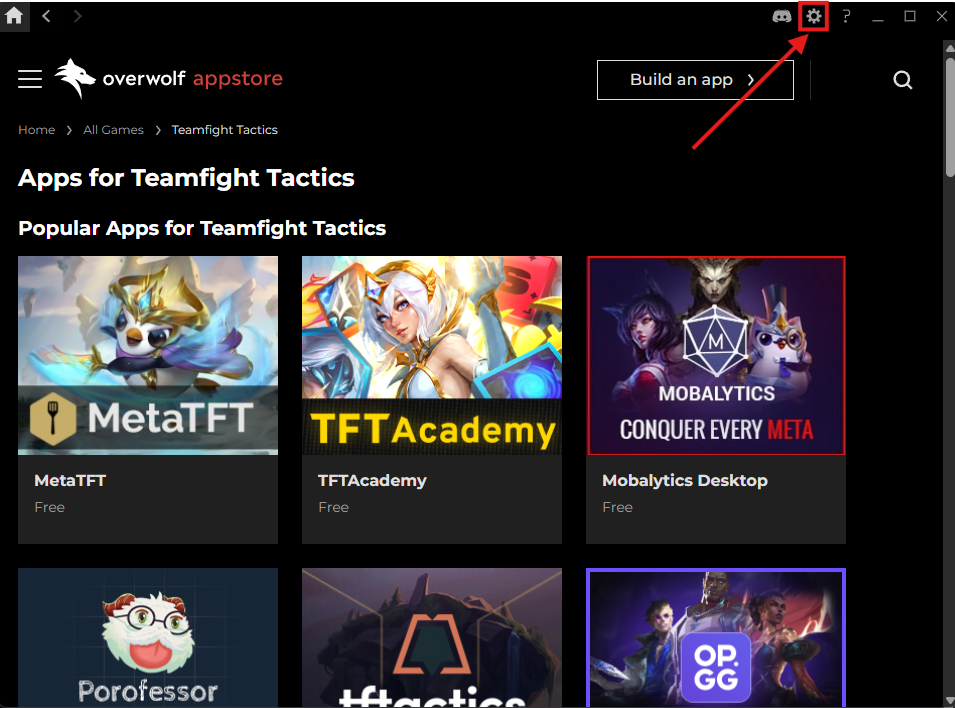 ?
overwolf appstore
Build an app
Home > All Games > Teamfight Tactics
Apps for Teamfight Tactics
Popular Apps for Teamfight Tactics
MetaTFT
TFTAcademy
S
M
MOBALYTICS
CONQUER EVERY META
MetaTFT
Free
TFTAcademy
Free
Mobalytics Desktop
Free
Porofessor
tftactics
OP.
GG